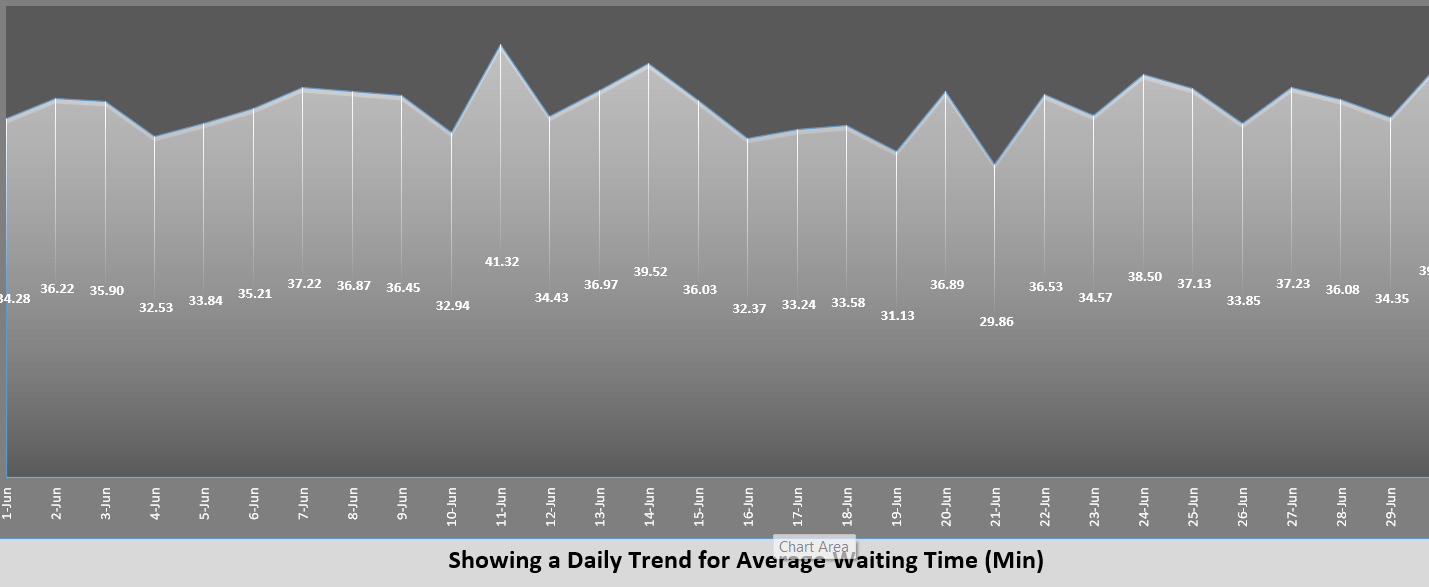 34.28 36.22 35.90 32.53 33.84 35.21 37.22 36.87 36.45 32.94 41.32 34.43 36.97 39.52 36.03 32.37 33.24 33.58 31.13 36.89 29.86 36.53 34.57 38.50 37.13 33.85 37.23 36.08 34.35
1-Jun 2-Jun 3-Jun 4-Jun 5-Jun 6-Jun 7-Jun 8-Jun 9-Jun 10-Jun 11-Jun 12-Jun 13-Jun 14-Jun 15-Jun 16-Jun 17-Jun 18-Jun 19-Jun 20-Jun 21-Jun 22-Jun 23-Jun 24-Jun 25-Jun 26-Jun 27-Jun 28-Jun 29-Jun
Chart Area
Showing a Daily Trend for Average Waiting Time (Min)